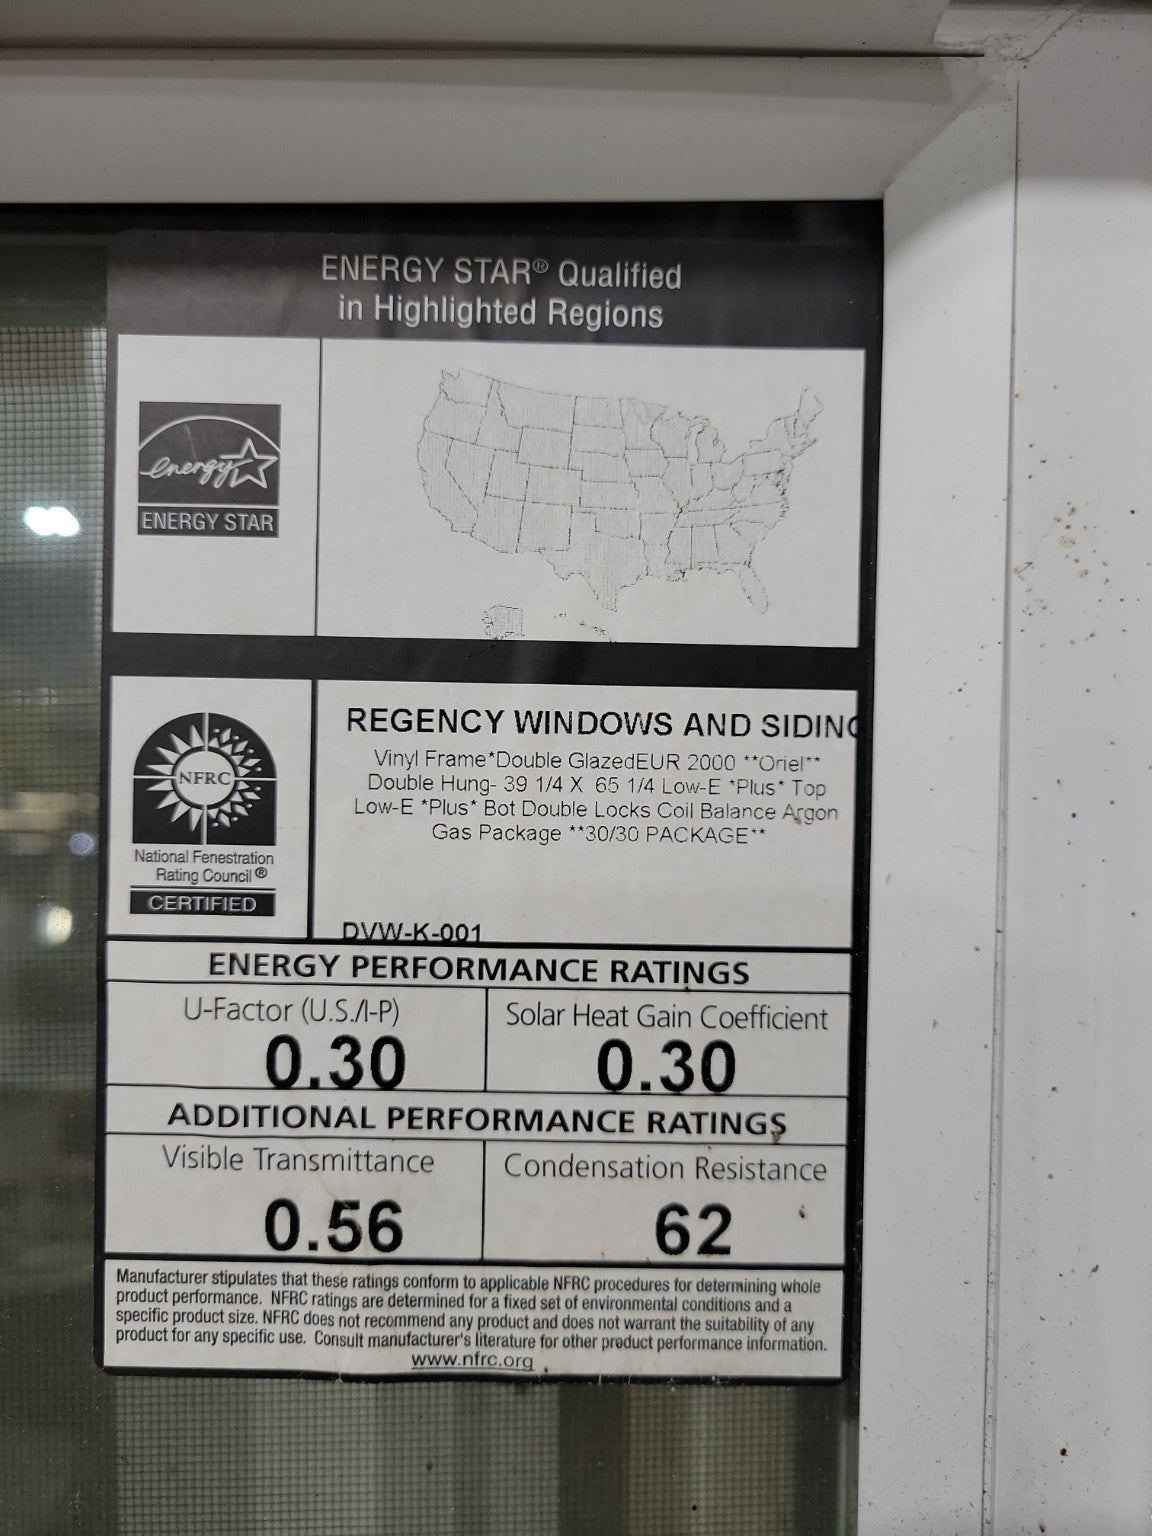 ENERGY STAR® Qualified
in Highlighted Regions
energy
ENERGY STAR
NFRC
National Fenestration
Rating Council®
CERTIFIED
REGENCY WINDOWS AND SIDING
Vinyl Frame*Double GlazedEUR 2000 **Oriel**
Double Hung- 39 1/4 X 65 1/4 Low-E *Plus* Top
Low-E *Plus* Bot Double Locks Coil Balance Argon
Gas Package **30/30 PACKAGE**
DVW-K-001
ENERGY PERFORMANCE RATINGS
U-Factor (U.S./I-P)
0.30
Solar Heat Gain Coefficient
0.30
ADDITIONAL PERFORMANCE RATINGS
Visible Transmittance
0.56
Condensation Resistance
62
Manufacturer stipulates that these ratings conform to applicable NFRC procedures for determining whole
product performance. NFRC ratings are determined for a fixed set of environmental conditions and a
specific product size. NFRC does not recommend any product and does not warrant the suitability of any
product for any specific use. Consult manufacturer's literature for other product performance information.
www.nfrc.org